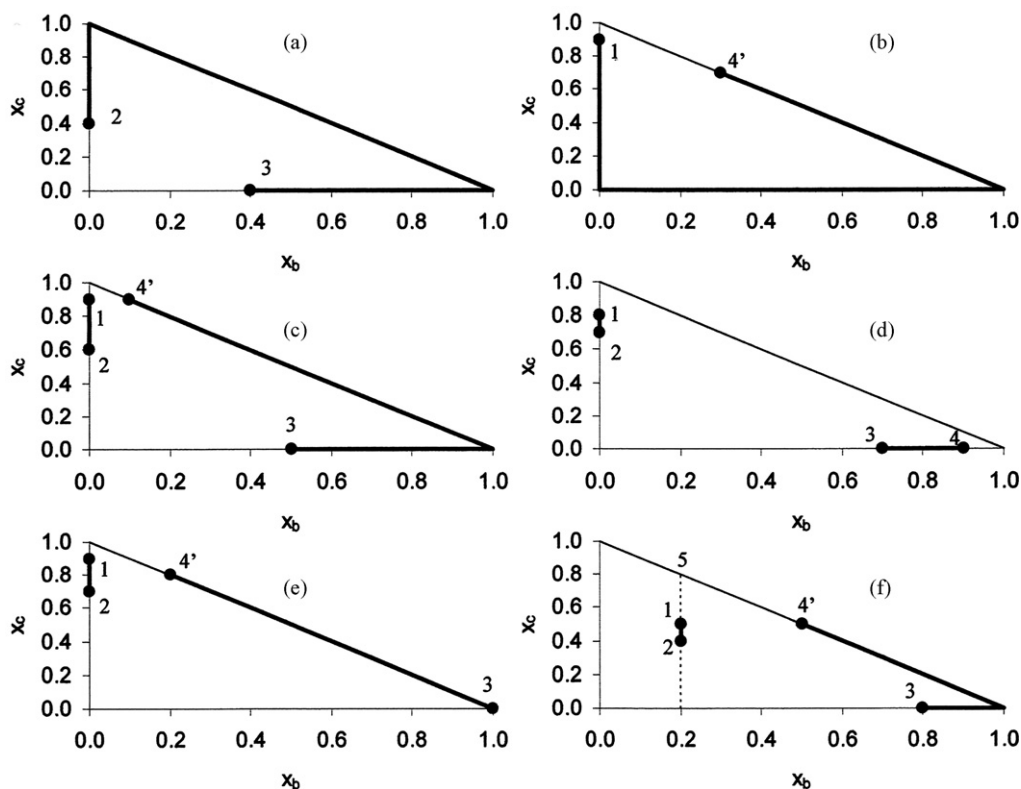 1.0 (a) 1.0 (b)
0.8 0.8 1 4’
0.6 0.6
x_c 2 x_c
0.4 0.4
0.2 3 0.2
0.0 0.0
0.0 0.2 0.4 0.6 0.8 1.0 0.0 0.2 0.4 0.6 0.8 1.0
x_b x_b
1.0 4’ 1.0
0.8 1 (c) 0.8 1 (d)
0.6 2 0.6 2
x_c x_c
0.4 0.4
0.2 3 0.2 3 4
0.0 0.0
0.0 0.2 0.4 0.6 0.8 1.0 0.0 0.2 0.4 0.6 0.8 1.0
x_b x_b
1.0 4’ 1.0 5
0.8 1 (e) 0.8 (f)
0.6 2 0.6 1 4’
x_c x_c
0.4 0.4 2
0.2 3 0.2 3
0.0 0.0
0.0 0.2 0.4 0.6 0.8 1.0 0.0 0.2 0.4 0.6 0.8 1.0
x_b x_b